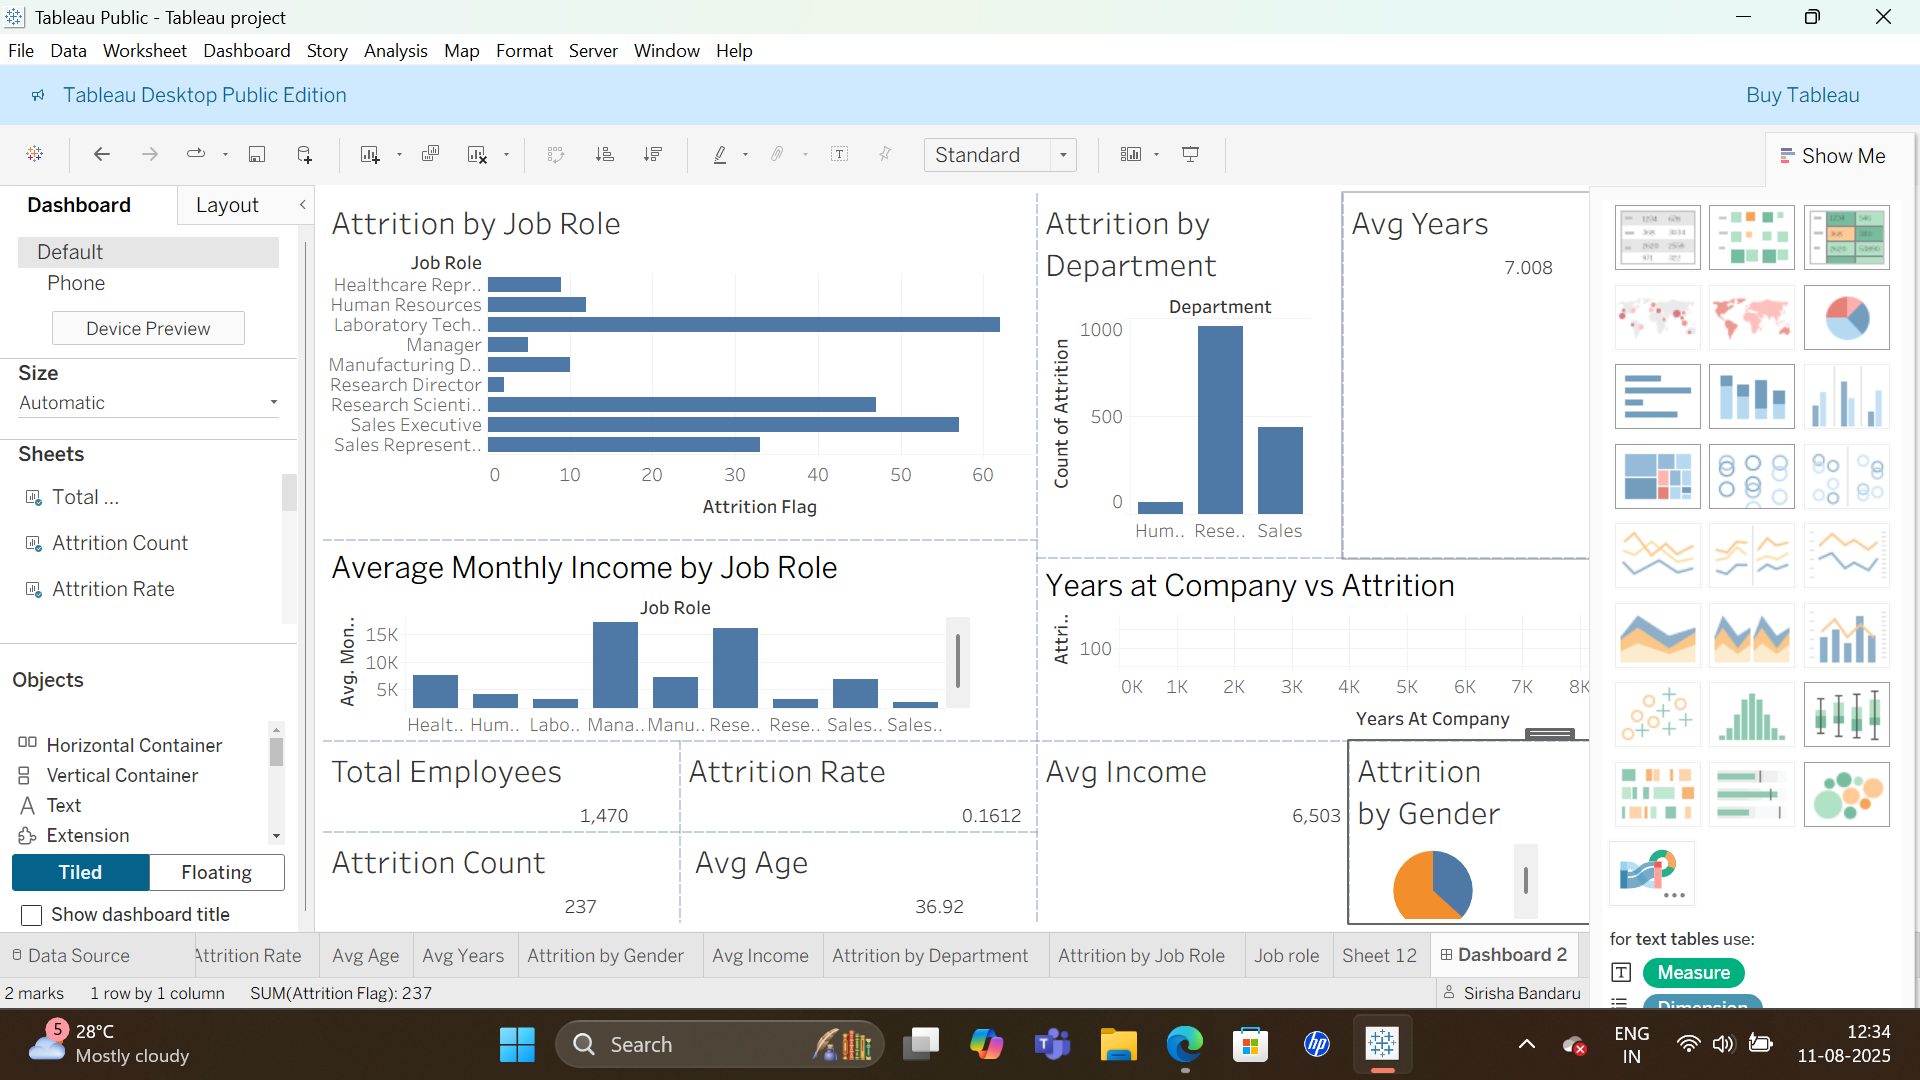 Tableau Public - Tableau project
File Data Worksheet Dashboard Story Analysis Map Format Server Window Help
Tableau Desktop Public Edition
Buy Tableau
Standard
Show Me
Dashboard
Layout
Default
Phone
Device Preview
Size
Automatic
Sheets
Total ...
Attrition Count
Attrition Rate
Objects
Horizontal Container
Vertical Container
Text
Extension
Tiled
Floating
Show dashboard title
Attrition by Job Role
Job Role
Healthcare Repr..
Human Resources
Laboratory Tech..
Manager
Manufacturing D..
Research Director
Research Scienti..
Sales Executive
Sales Represent..
0 10 20 30 40 50 60
Attrition Flag
Attrition by
Department
Department
Count of Attrition
1000
500
0
Hum.. Rese.. Sales
Avg Years
7.008
Average Monthly Income by Job Role
Job Role
Avg. Mon..
15K
10K
5K
Healt.. Hum.. Labo.. Mana.. Manu.. Rese.. Rese.. Sales.. Sales..
Years at Company vs Attrition
Attri..
100
0K 1K 2K 3K 4K 5K 6K 7K 8K
Years At Company
Total Employees
1,470
Attrition Rate
0.1612
Avg Income
6,503
Attrition
by Gender
Attrition Count
237
Avg Age
36.92
for text tables use:
Measure
Dimension
Data Source
Attrition Rate
Avg Age
Avg Years
Attrition by Gender
Avg Income
Attrition by Department
Attrition by Job Role
Job role
Sheet 12
Dashboard 2
2 marks 1 row by 1 column SUM(Attrition Flag): 237
Sirisha Bandaru
5
28°C
Mostly cloudy
Search
hp
ENG
IN
12:34
11-08-2025